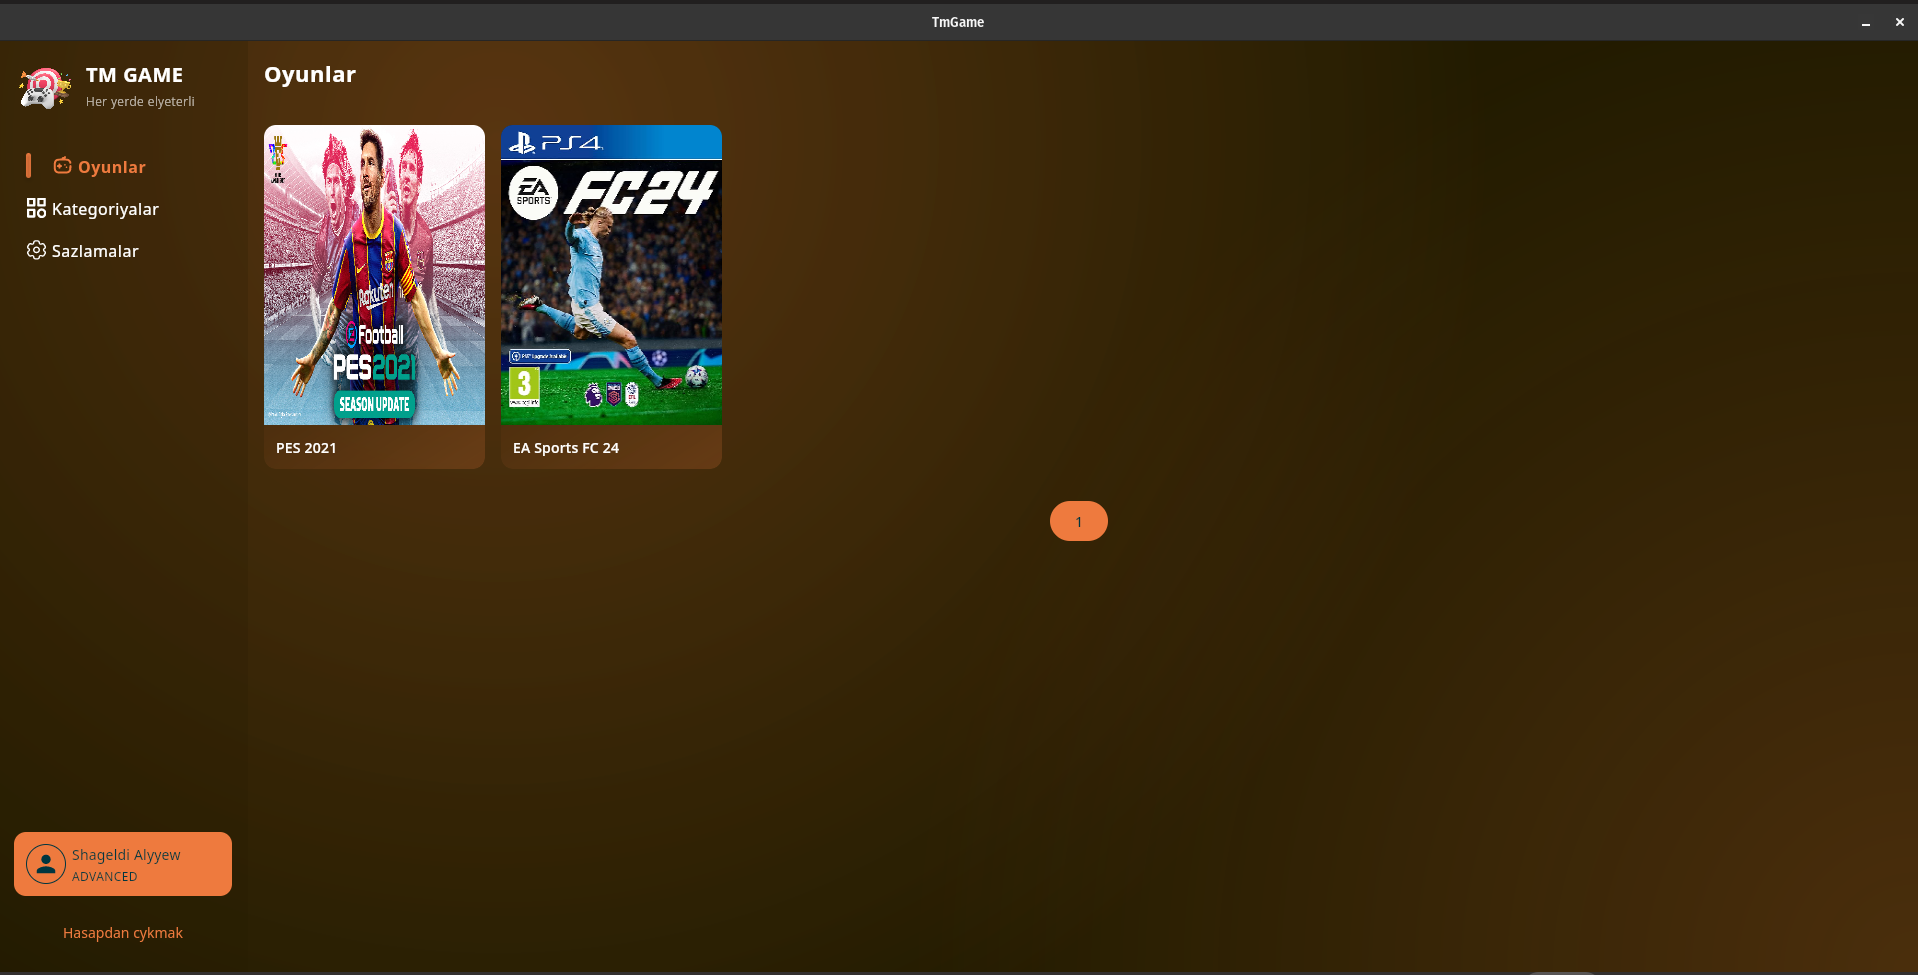 TmGame
TM GAME
Her yerde elyeterli
Oyunlar
Kategoriyalar
Sazlamalar
Oyunlar
Rakuten
eFootball
PES2021
SEASON UPDATE
PES 2021
PS4
EA
SPORTS
FC24
3
EA Sports FC 24
1
Shageldi Alyyew
ADVANCED
Hasapdan cykmak